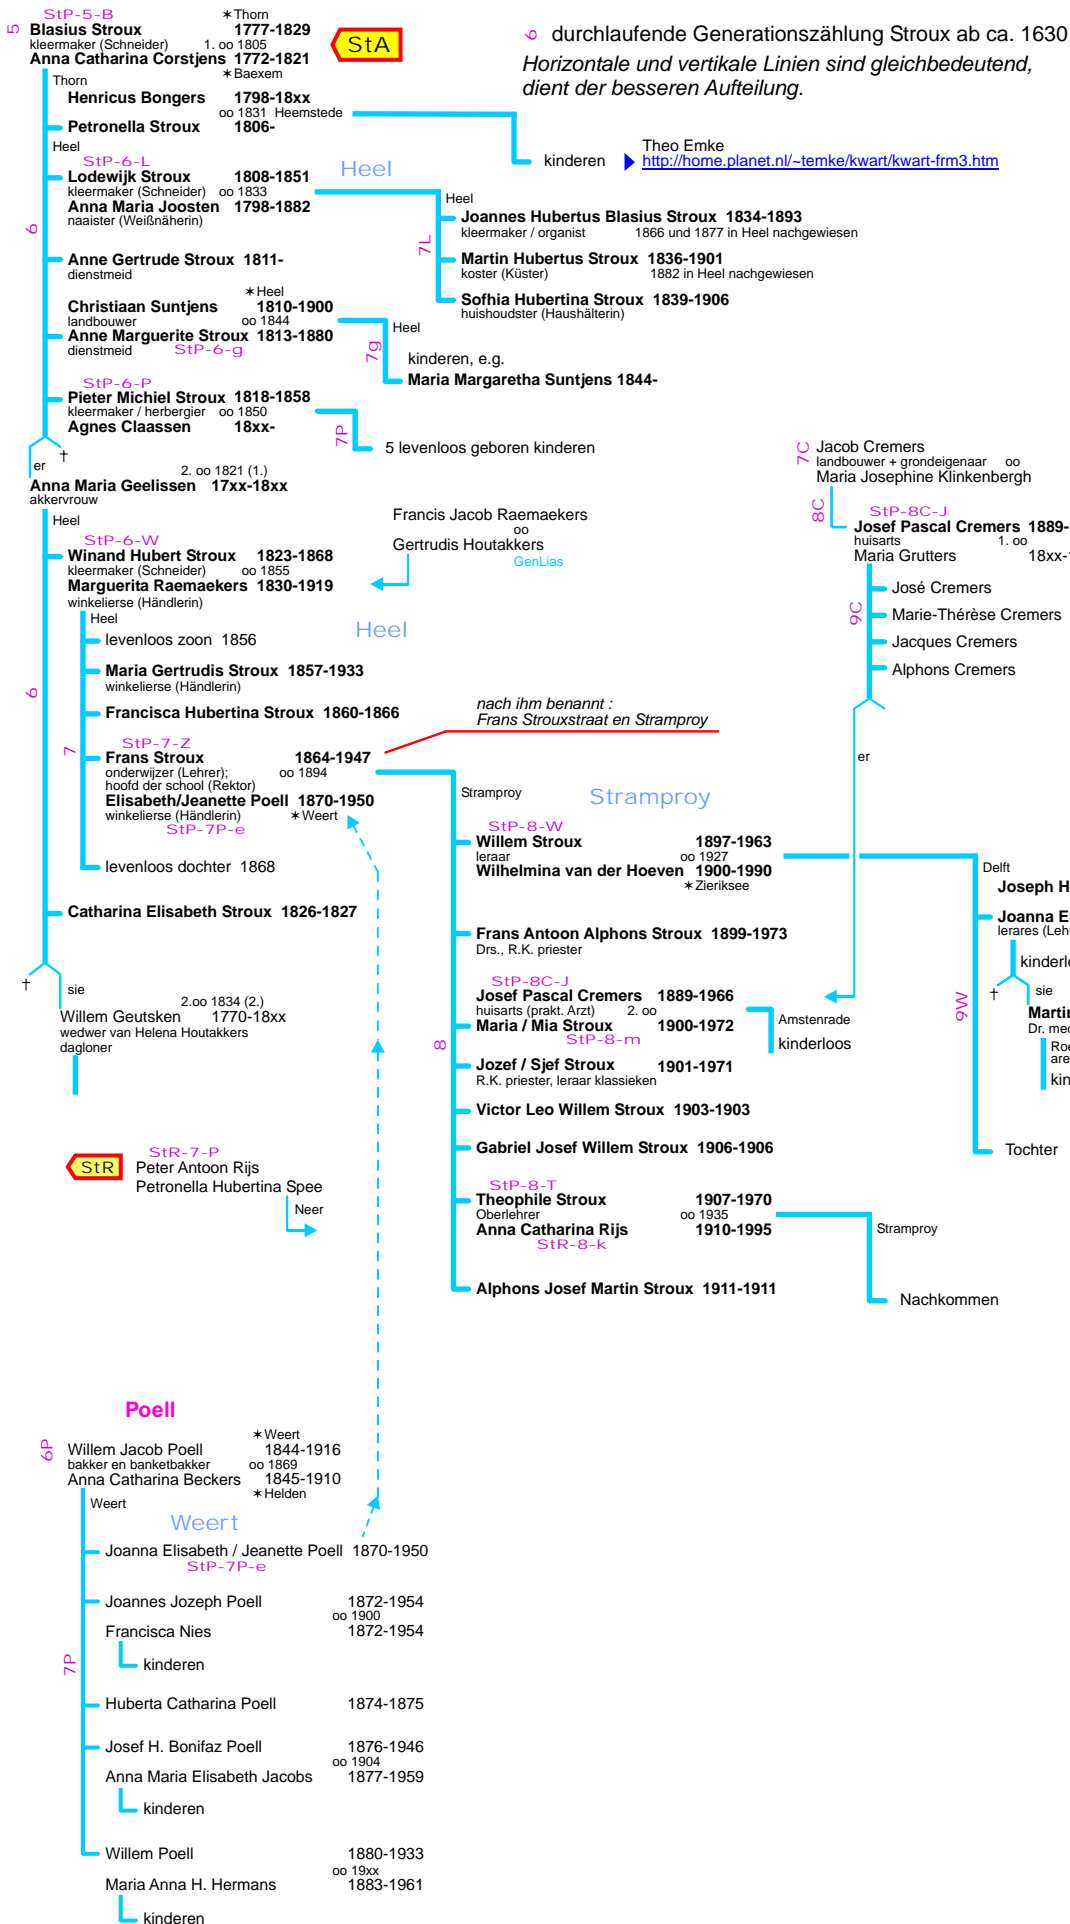 StP-5-B
✶Thorn
5
Blasius Stroux 1777-1829
kleermaker (Schneider) 1. oo 1805
Anna Catharina Corstjens 1772-1821
✶Baexem
StA
6 durchlaufende Generationszählung Stroux ab ca. 1630
Horizontale und vertikale Linien sind gleichbedeutend,
dient der besseren Aufteilung.
Thorn
Henricus Bongers 1798-18xx
oo 1831 Heemstede
Petronella Stroux 1806-
kinderen
Theo Emke
http://home.planet.nl/~temke/kwart/kwart-frm3.htm
Heel
StP-6-L
Lodewijk Stroux 1808-1851
kleermaker (Schneider) oo 1833
Anna Maria Joosten 1798-1882
naaister (Weißnäherin)
Heel
Heel
7L
Joannes Hubertus Blasius Stroux 1834-1893
kleermaker / organist 1866 und 1877 in Heel nachgewiesen
Martin Hubertus Stroux 1836-1901
koster (Küster) 1882 in Heel nachgewiesen
Sofhia Hubertina Stroux 1839-1906
huishoudster (Haushälterin)
6
Anne Gertrude Stroux 1811-
dienstmeid
✶Heel
Christiaan Suntjens 1810-1900
landbouwer oo 1844
Anne Marguerite Stroux 1813-1880
dienstmeid StP-6-g
Heel
7g
kinderen, e.g.
Maria Margaretha Suntjens 1844-
StP-6-P
Pieter Michiel Stroux 1818-1858
kleermaker / herbergier oo 1850
Agnes Claassen 18xx-
7P
5 levenloos geboren kinderen
er †
2. oo 1821 (1.)
Anna Maria Geelissen 17xx-18xx
akkervrouw
Heel
StP-6-W
Winand Hubert Stroux 1823-1868
kleermaker (Schneider) oo 1855
Marguerita Raemaekers 1830-1919
winkelierse (Händlerin)
Francis Jacob Raemaekers
oo
Gertrudis Houtakkers
GenLias
7C
Jacob Cremers
landbouwer + grondeigenaar oo
Maria Josephine Klinkenbergh
8C
StP-8C-J
Josef Pascal Cremers 1889-
huisarts 1. oo
Maria Grutters 18xx-
9C
José Cremers
Marie-Thérèse Cremers
Jacques Cremers
Alphons Cremers
er
Heel
Heel
levenloos zoon 1856
Maria Gertrudis Stroux 1857-1933
winkelierse (Händlerin)
6
Francisca Hubertina Stroux 1860-1866
nach ihm benannt :
Frans Strouxstraat en Stramproy
7
StP-7-Z
Frans Stroux 1864-1947
onderwijzer (Lehrer); oo 1894
hoofd der school (Rektor)
Elisabeth/Jeanette Poell 1870-1950
winkelierse (Händlerin) ✶Weert
StP-7P-e
levenloos dochter 1868
Catharina Elisabeth Stroux 1826-1827
† sie
2.oo 1834 (2.)
Willem Geutsken 1770-18xx
wedwer van Helena Houtakkers
dagloner
Stramproy
Stramproy
8
StP-8-W
Willem Stroux 1897-1963
leraar oo 1927
Wilhelmina van der Hoeven 1900-1990
✶Zieriksee
Frans Antoon Alphons Stroux 1899-1973
Drs., R.K. priester
StP-8C-J
Josef Pascal Cremers 1889-1966
huisarts (prakt. Arzt) 2. oo
Maria / Mia Stroux 1900-1972
StP-8-m
Amstenrade
kinderloos
Jozef / Sjef Stroux 1901-1971
R.K. priester, leraar klassieken
Victor Leo Willem Stroux 1903-1903
Gabriel Josef Willem Stroux 1906-1906
StP-8-T
Theophile Stroux 1907-1970
Oberlehrer oo 1935
Anna Catharina Rijs 1910-1995
StR-8-k
Stramproy
Nachkommen
Alphons Josef Martin Stroux 1911-1911
Delft
Joseph H
Joanna E
lerares (Leh
kinderl
† sie
9W
Martin
Dr. med
Roe
are
kin
Tochter
StR
StR-7-P
Peter Antoon Rijs
Petronella Hubertina Spee
Neer
Poell
6P
✶Weert
Willem Jacob Poell 1844-1916
bakker en banketbakker oo 1869
Anna Catharina Beckers 1845-1910
✶Helden
Weert
Weert
Joanna Elisabeth / Jeanette Poell 1870-1950
StP-7P-e
Joannes Jozeph Poell 1872-1954
oo 1900
Francisca Nies 1872-1954
kinderen
7P
Huberta Catharina Poell 1874-1875
Josef H. Bonifaz Poell 1876-1946
oo 1904
Anna Maria Elisabeth Jacobs 1877-1959
kinderen
Willem Poell 1880-1933
oo 19xx
Maria Anna H. Hermans 1883-1961
kinderen